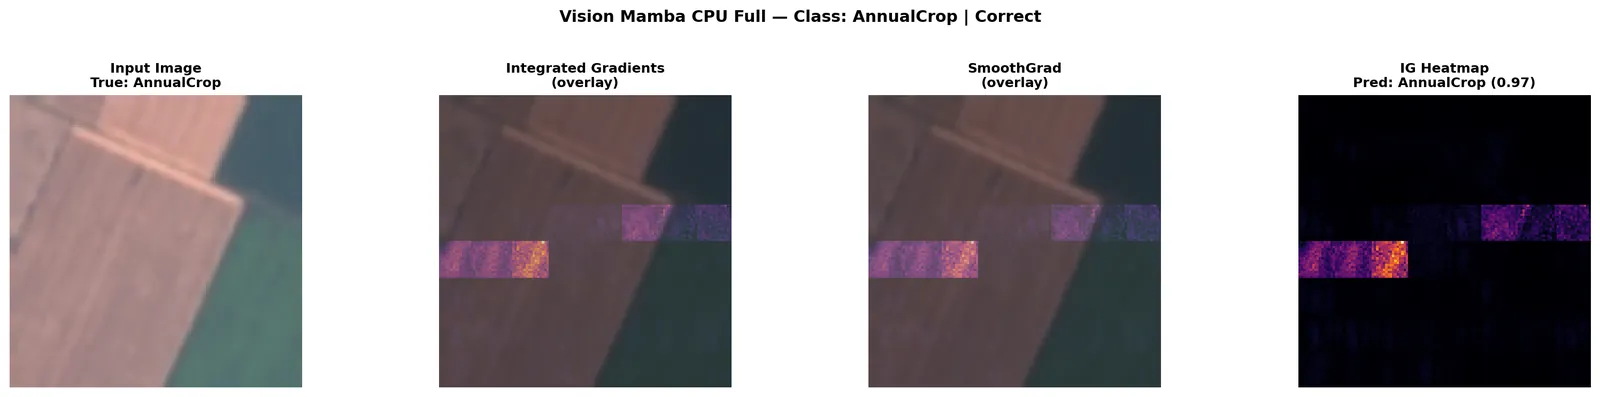 Vision Mamba CPU Full — Class: AnnualCrop | Correct
Input Image
True: AnnualCrop
Integrated Gradients
(overlay)
SmoothGrad
(overlay)
IG Heatmap
Pred: AnnualCrop (0.97)